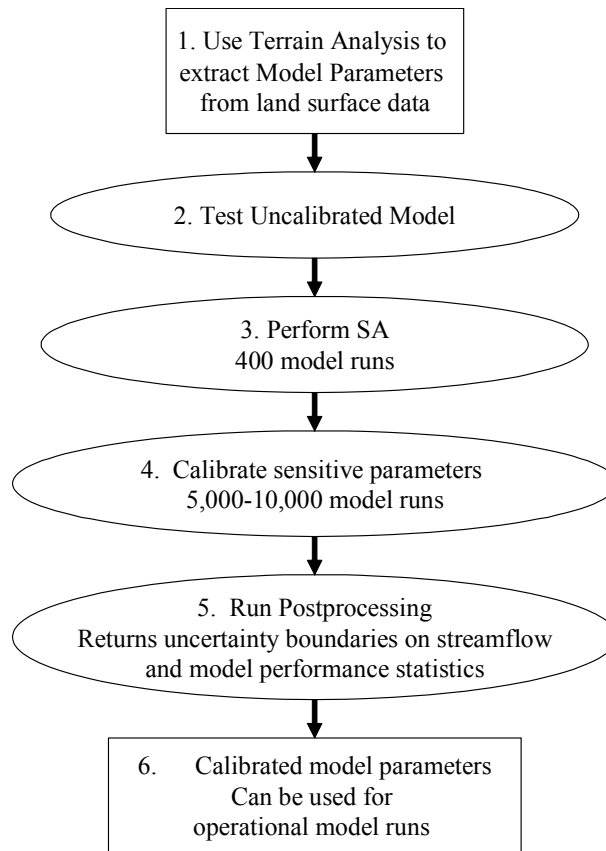 1. Use Terrain Analysis to
extract Model Parameters
from land surface data
2. Test Uncalibrated Model
3. Perform SA
400 model runs
4. Calibrate sensitive parameters
5,000-10,000 model runs
5. Run Postprocessing
Returns uncertainty boundaries on streamflow
and model performance statistics
6. Calibrated model parameters
Can be used for
operational model runs